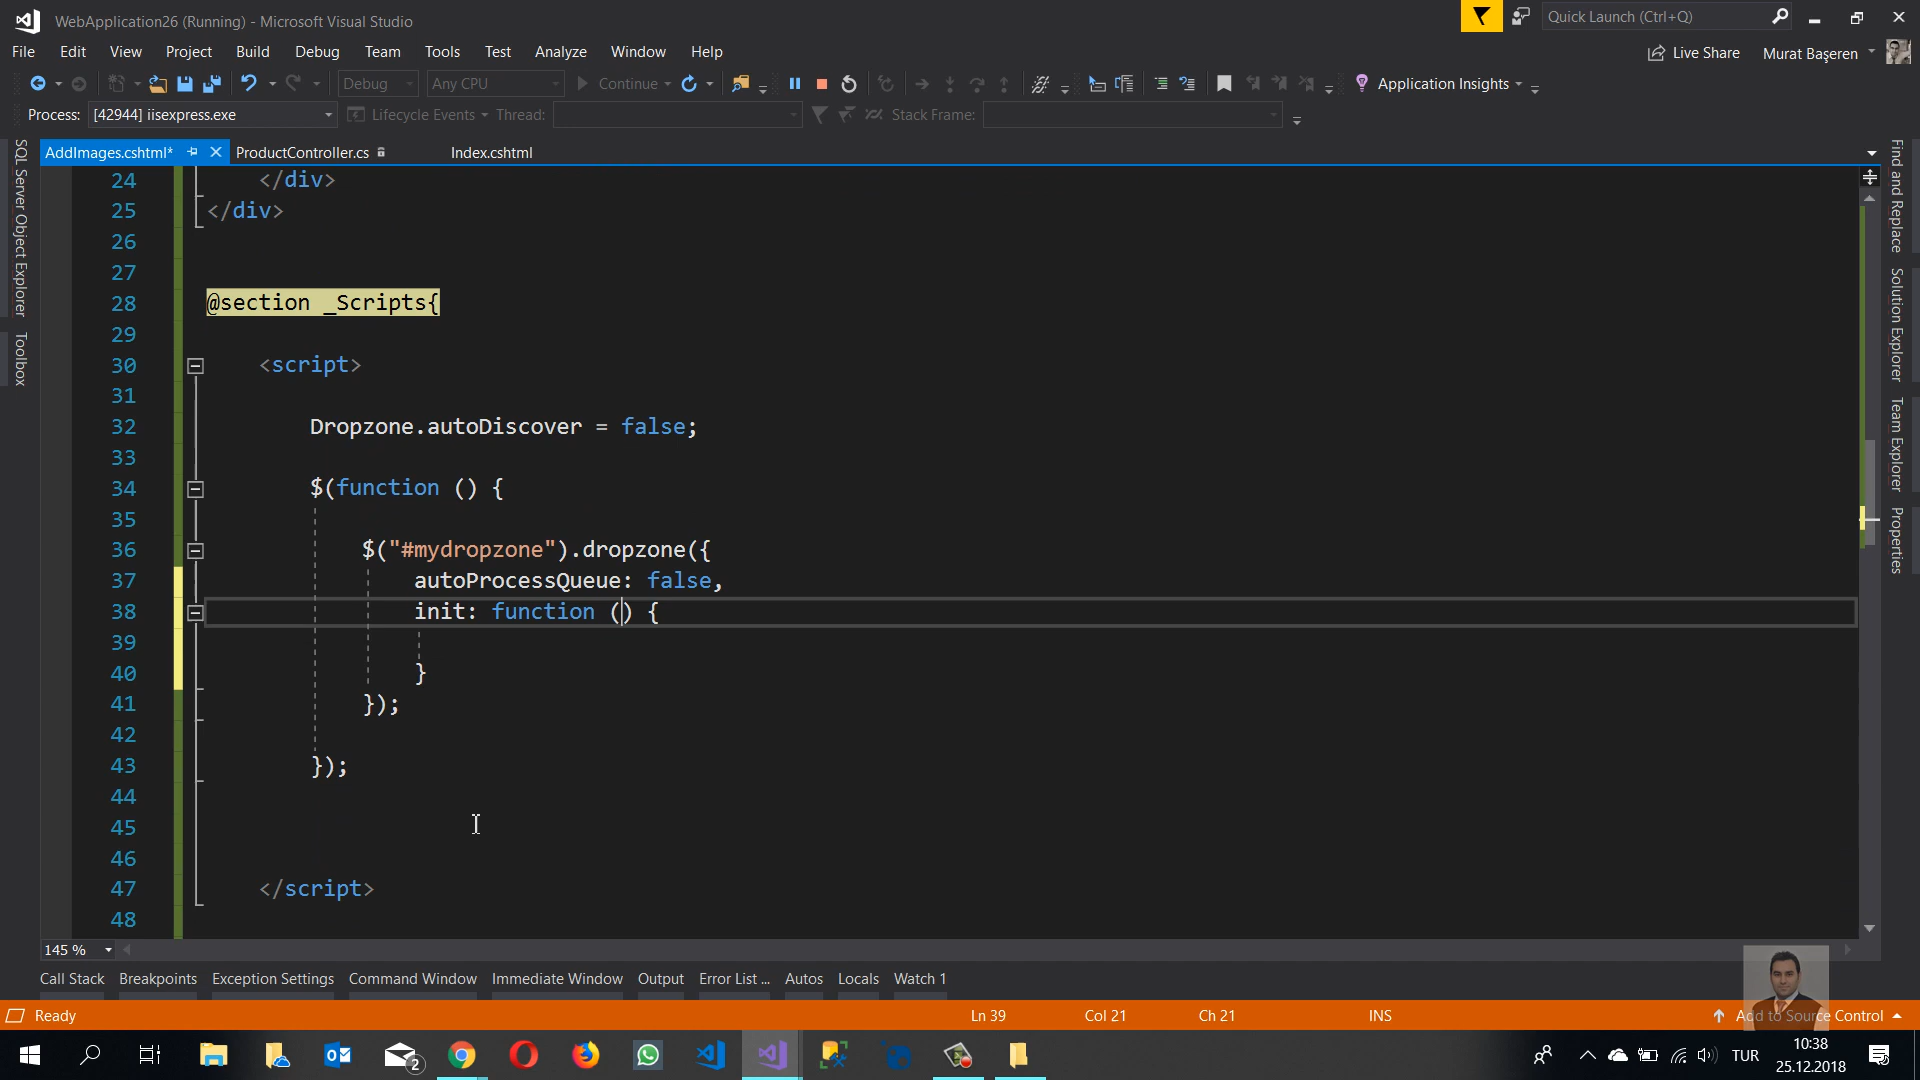 WebApplication26 (Running) - Microsoft Visual Studio
Quick Launch (Ctrl+Q)
File Edit View Project Build Debug Team Tools Test Analyze Window Help
Live Share Murat Başeren
Debug Any CPU Continue Application Insights
Process: [42944] iisexpress.exe Lifecycle Events Thread: Stack Frame:
AddImages.cshtml* ProductController.cs Index.cshtml
SQL Server Object Explorer
Toolbox
Find and Replace
Solution Explorer
Team Explorer
Properties
24 </div>
25 </div>
26
27
28 @section _Scripts{
29
30 <script>
31
32 Dropzone.autoDiscover = false;
33
34 $(function () {
35
36 $("#mydropzone").dropzone({
37 autoProcessQueue: false,
38 init: function () {
39
40 }
41 });
42
43 });
44
45
46
47 </script>
48
145 %
Call Stack Breakpoints Exception Settings Command Window Immediate Window Output Error List ... Autos Locals Watch 1
Ready Ln 39 Col 21 Ch 21 INS Add to Source Control
2
TUR
10:38
25.12.2018